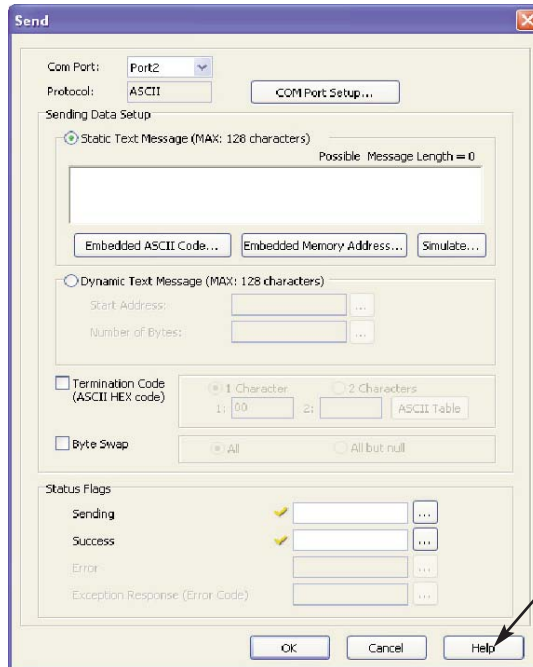 Send
Com Port: Port2
Protocol: ASCII COM Port Setup...
Sending Data Setup
Static Text Message (MAX: 128 characters)
Possible Message Length = 0
Embedded ASCII Code... Embedded Memory Address... Simulate...
Dynamic Text Message (MAX: 128 characters)
Start Address: ...
Number of Bytes: ...
Termination Code 1 Character 2 Characters
(ASCII HEX code) 1: 00 2: ASCII Table
Byte Swap All All but null
Status Flags
Sending ...
Success ...
Error ...
Exception Response (Error Code) ...
OK Cancel Help